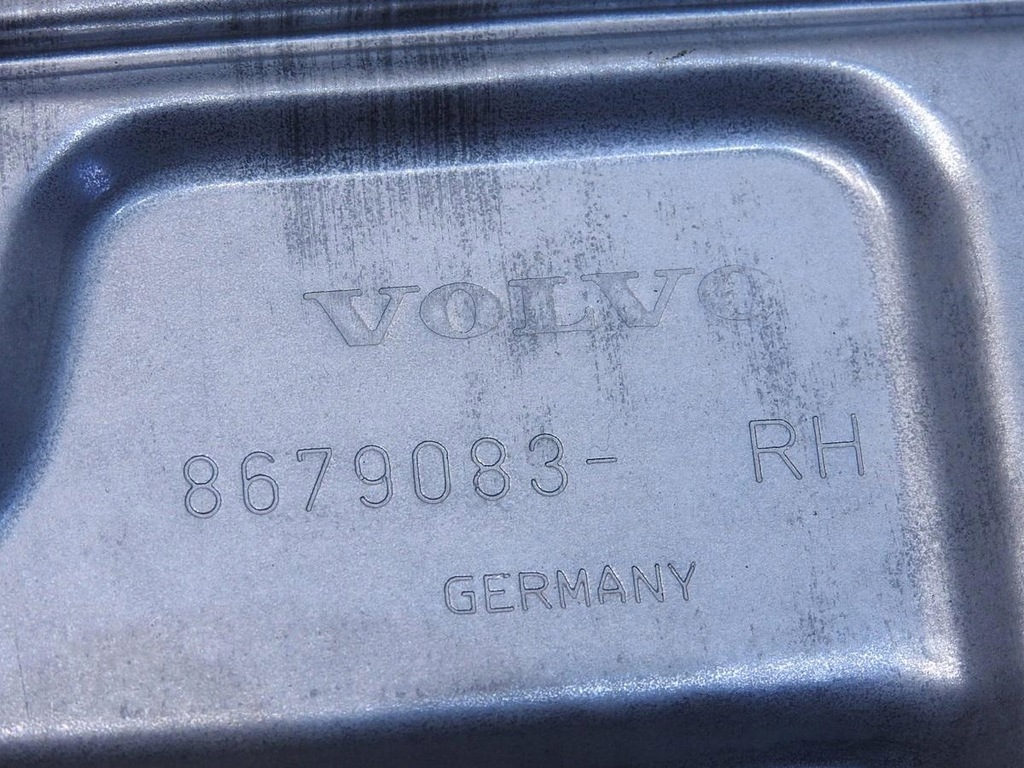 VOLVO
8679083- RH
GERMANY